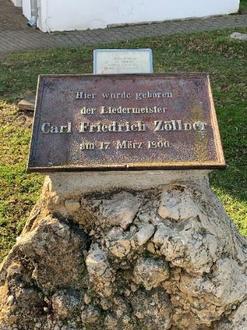 Hier wurde geboren
der Liedermeister
Carl Friedrich Zöllner
am 17 März 1800.